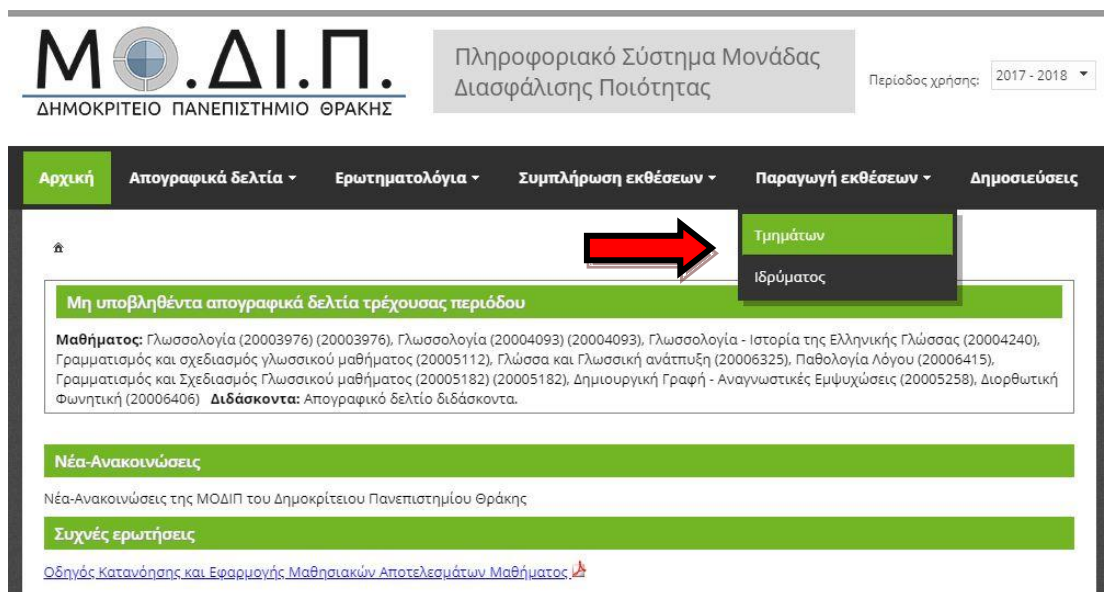 ΜΟ.ΔΙ.Π.
ΔΗΜΟΚΡΙΤΕΙΟ ΠΑΝΕΠΙΣΤΗΜΙΟ ΘΡΑΚΗΣ
Πληροφοριακό Σύστημα Μονάδας
Διασφάλισης Ποιότητας
Περίοδος χρήσης: 2017 - 2018
Αρχική Απογραφικά δελτία Ερωτηματολόγια Συμπλήρωση εκθέσεων Παραγωγή εκθέσεων Δημοσιεύσεις
Τμημάτων
Ιδρύματος
Μη υποβληθέντα απογραφικά δελτία τρέχουσας περιόδου
Μαθήματος: Γλωσσολογία (20003976) (20003976), Γλωσσολογία (20004093) (20004093), Γλωσσολογία - Ιστορία της Ελληνικής Γλώσσας (20004240),
Γραμματισμός και σχεδιασμός γλωσσικού μαθήματος (20005112), Γλώσσα και Γλωσσική ανάπτυξη (20006325), Παθολογία Λόγου (20006415),
Γραμματισμός και Σχεδιασμός Γλωσσικού μαθήματος (20005182) (20005182), Δημιουργική Γραφή - Αναγνωστικές Εμψυχώσεις (20005258), Διορθωτική
Φωνητική (20006406) Διδάσκοντα: Απογραφικό δελτίο διδάσκοντα.
Νέα-Ανακοινώσεις
Νέα-Ανακοινώσεις της ΜΟΔΙΠ του Δημοκρίτειου Πανεπιστημίου Θράκης
Συχνές ερωτήσεις
Οδηγός Κατανόησης και Εφαρμογής Μαθησιακών Αποτελεσμάτων Μαθήματος